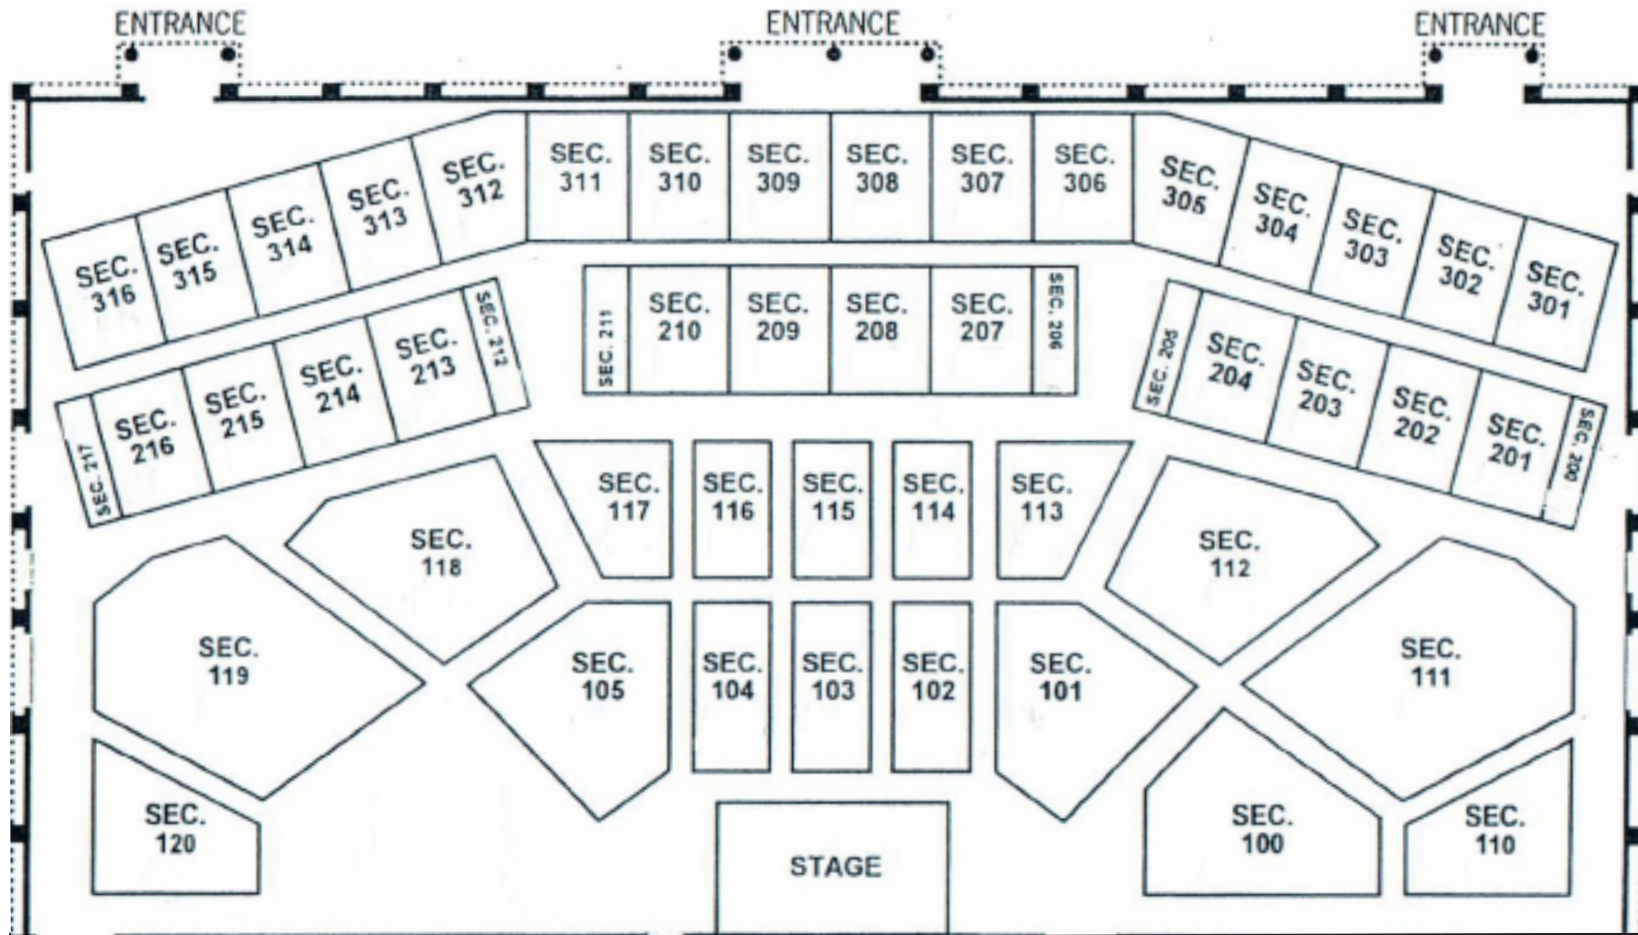 ENTRANCE
ENTRANCE
ENTRANCE
SEC.
316
SEC.
315
SEC.
314
SEC.
313
SEC.
312
SEC.
311
SEC.
310
SEC.
309
SEC.
308
SEC.
307
SEC.
306
SEC.
305
SEC.
304
SEC.
303
SEC.
302
SEC.
301
SEC. 217
SEC.
216
SEC.
215
SEC.
214
SEC.
213
SEC. 212
SEC. 211
SEC.
210
SEC.
209
SEC.
208
SEC.
207
SEC. 206
SEC. 205
SEC.
204
SEC.
203
SEC.
202
SEC.
201
SEC. 200
SEC.
119
SEC.
118
SEC.
117
SEC.
116
SEC.
115
SEC.
114
SEC.
113
SEC.
112
SEC.
111
SEC.
105
SEC.
104
SEC.
103
SEC.
102
SEC.
101
SEC.
120
STAGE
SEC.
100
SEC.
110